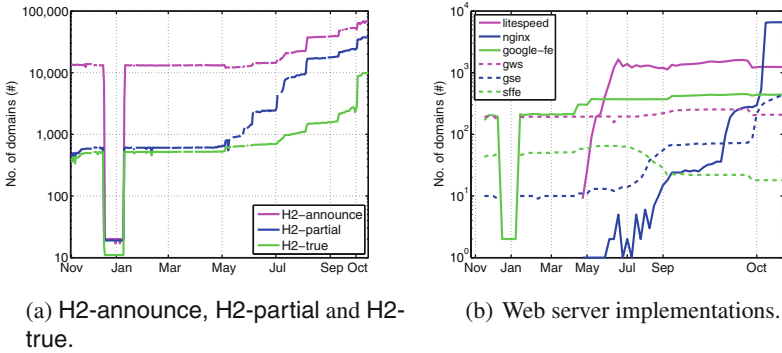 100,000
10,000
1,000
100
10
No. of domains (#)
H2-announce
H2-partial
H2-true
Nov Jan Mar May Jul Sep Oct
10^4
10^3
10^2
10^1
10^0
No. of domains (#)
litespeed
nginx
google-fe
gws
gse
sffe
Nov Jan Mar May Jul Sep Oct
(a) H2-announce, H2-partial and H2-
true.
(b) Web server implementations.